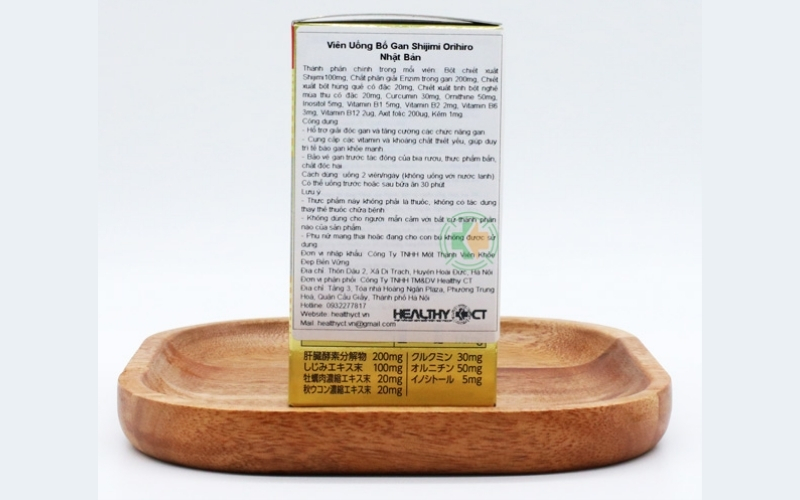 Viên Uống Bổ Gan Shijimi Orihiro
Nhật Bản
Thành phần chính trong mỗi viên: Bột chiết xuất
Shijimi100mg, Chất phân giải Enzim trong gan 200mg, Chiết
xuất bột húng quế cô đặc 20mg, Chiết xuất tinh bột nghệ
mùa thu cô đặc 20mg, Curcumin 30mg, Ornithine 50mg,
Inositol 5mg, Vitamin B1 5mg, Vitamin B2 2mg, Vitamin B6
3mg, Vitamin B12 2ug, Axit folic 200ug, Kẽm 1mg.
Công dụng
- Hỗ trợ giải độc gan và tăng cường các chức năng gan.
- Cung cấp các vitamin và khoáng chất thiết yếu, giúp duy
trì tế bào gan khỏe mạnh.
- Bảo vệ gan trước tác động của bia rượu, thực phẩm bẩn,
chất độc hại.
Cách dùng: uống 2 viên/ngày (không uống với nước lạnh)
Có thể uống trước hoặc sau bữa ăn 30 phút
Lưu ý
- Thực phẩm này không phải là thuốc, không có tác dụng
thay thế thuốc chữa bệnh
- Không dùng cho người mẫn cảm với bất cứ thành phần
nào của sản phẩm.
- Phụ nữ mang thai hoặc đang cho con bú không được sử
dụng.
Đơn vị nhập khẩu: Công Ty TNHH Một Thành Viên Khỏe
Đẹp Bền Vững
Địa chỉ: Thôn Dậu 2, Xã Di Trạch, Huyện Hoài Đức, Hà Nội
Đơn vị phân phối: Công Ty TNHH TM&DV Healthy CT
Địa chỉ: Tầng 3, Tòa nhà Hoàng Ngân Plaza, Phường Trung
Hoà, Quận Cầu Giấy, Thành phố Hà Nội
Hotline: 0932277817
Website: healthyct.vn
HEALTHY CT
Mail: healthyct.vn@gmail.com
肝臓酵素分解物 200mg クルクミン 30mg
しじみエキス末 100mg オルニチン 50mg
牡蠣肉濃縮エキス末 20mg イノシトール 5mg
秋ウコン濃縮エキス末 20mg